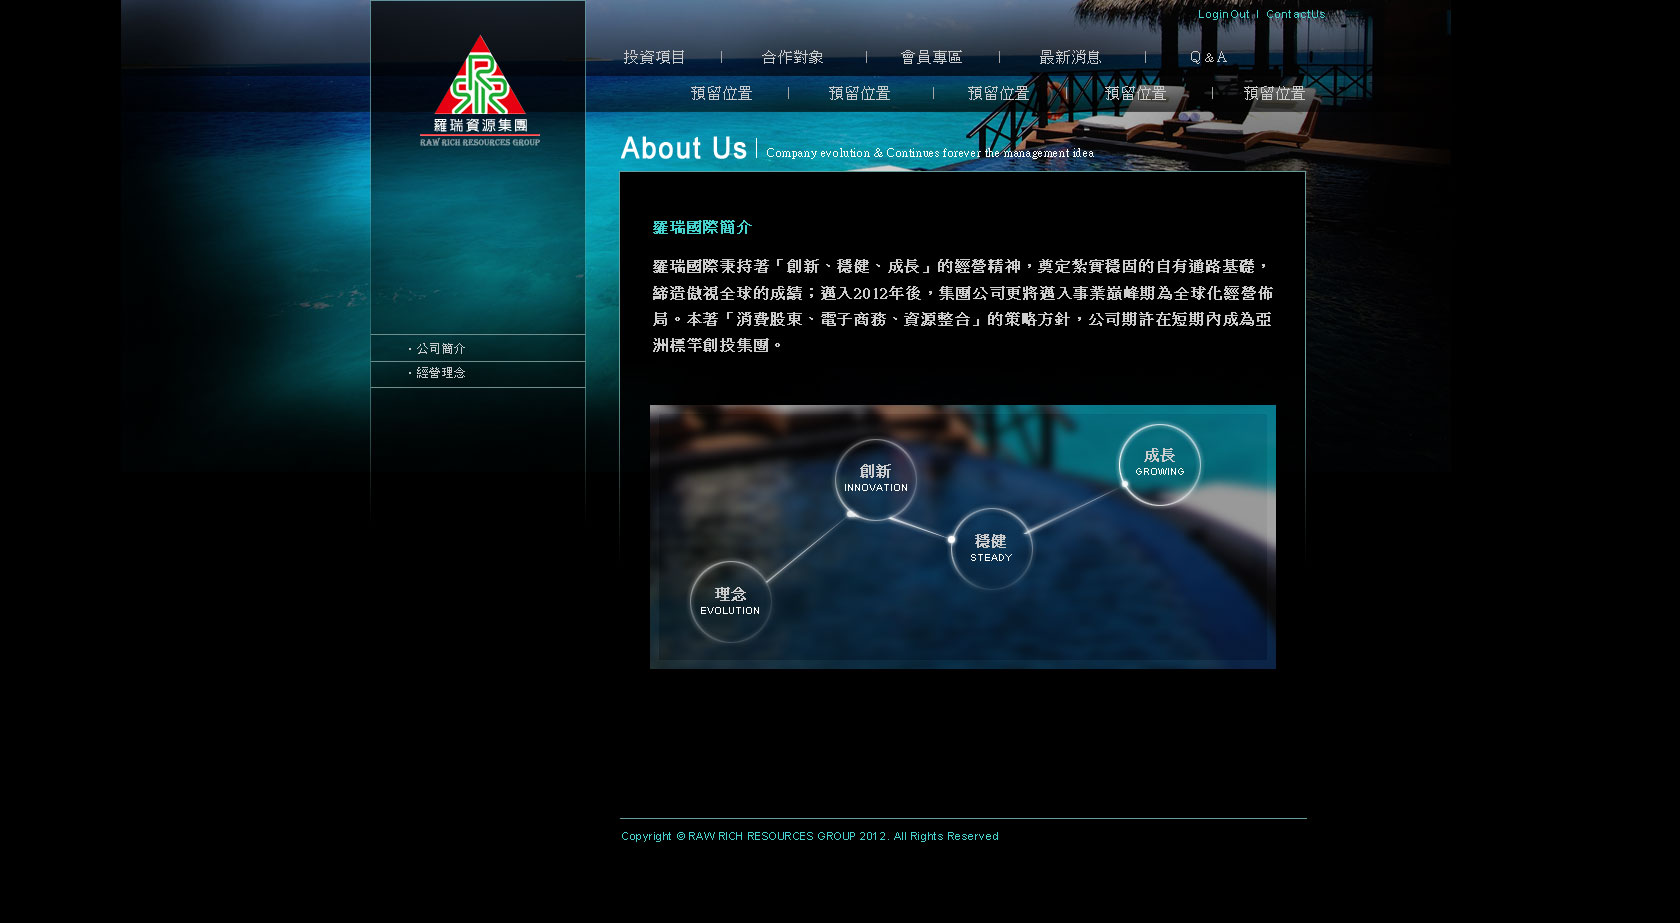 LoginOut | ContactUs
投資項目 | 合作對象 | 會員專區 | 最新消息 | Q & A
預留位置 | 預留位置 | 預留位置 | 預留位置 | 預留位置
羅瑞資源集團
RAW RICH RESOURCES GROUP
About Us | Company evolution & Continues forever the management idea
羅瑞國際簡介
羅瑞國際秉持著「創新、穩健、成長」的經營精神，奠定紮實穩固的自有通路基礎，
締造傲視全球的成績；邁入2012年後，集團公司更將邁入事業巔峰期為全球化經營佈
局。本著「消費股東、電子商務、資源整合」的策略方針，公司期許在短期內成為亞
洲標竿創投集團。
・公司簡介
・經營理念
成長
GROWING
創新
INNOVATION
穩健
STEADY
理念
EVOLUTION
Copyright © RAW RICH RESOURCES GROUP 2012. All Rights Reserved